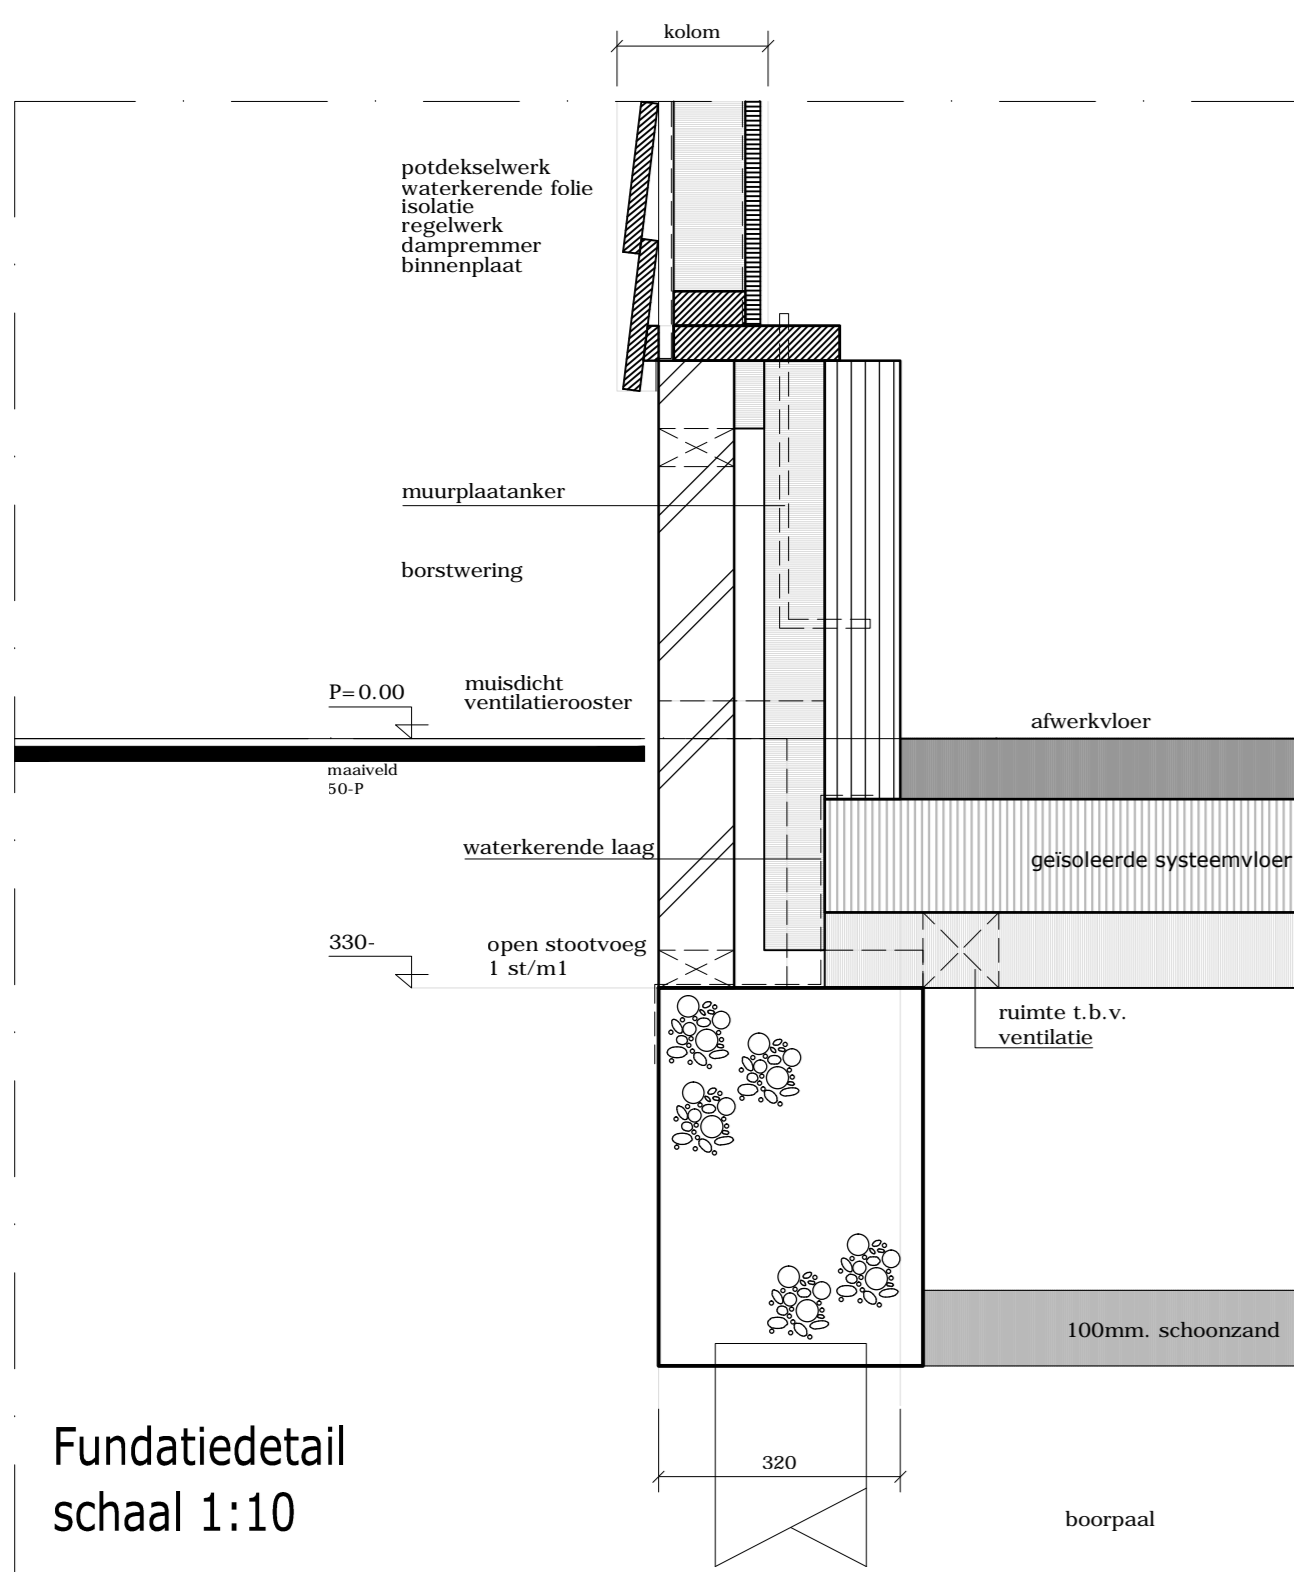 kolom
potdekselwerk
waterkerende folie
isolatie
regelwerk
dampremmer
binnenplaat
muurplaatanker
borstwering
P=0.00
muisdicht
ventilatierooster
afwerkvloer
maaiveld
50-P
waterkerende laag
geïsoleerde systeemvloer
330-
open stootvoeg
1 st/m1
ruimte t.b.v.
ventilatie
100mm. schoonzand
Fundatiedetail
schaal 1:10
320
boorpaal